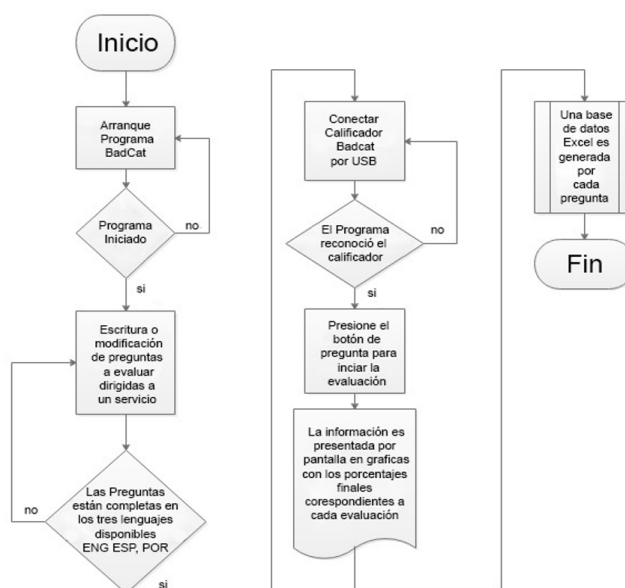 Inicio
Arranque
Programa
BadCat
Programa
Iniciado
no
si
Escritura o
modificación
de preguntas
a evaluar
dirigidas a
un servicio
Las Preguntas
están completas en
los tres lenguajes
disponibles
ENG ESP, POR
no
si
Conectar
Calificador
Badcat
por USB
El Programa
reconoció el
calificador
no
si
Presione el
botón de
pregunta para
inciar la
evaluación
La información es
presentada por
pantalla en graficas
con los porcentajes
finales
corespondientes a
cada evaluación
Una base
de datos
Excel es
generada
por
cada
pregunta
Fin